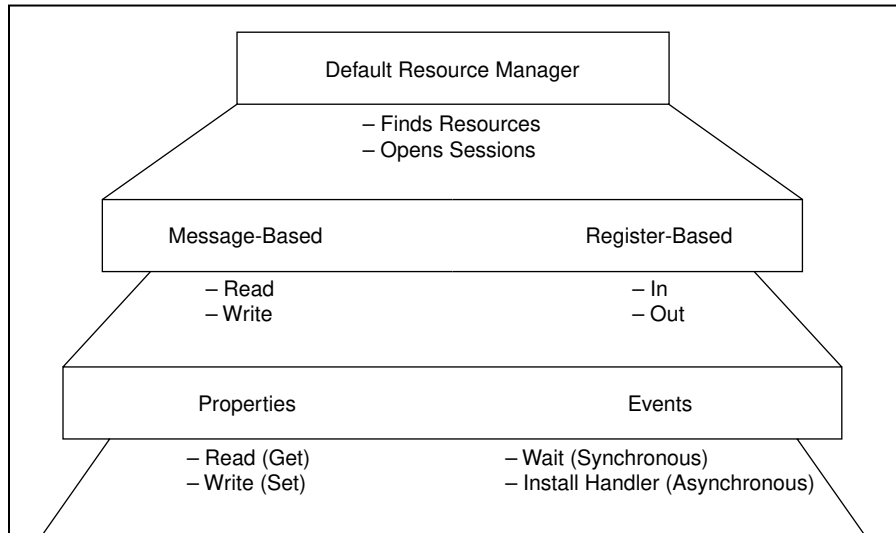 Default Resource Manager
– Finds Resources
– Opens Sessions
Message-Based
Register-Based
– Read
– Write
– In
– Out
Properties
Events
– Read (Get)
– Write (Set)
– Wait (Synchronous)
– Install Handler (Asynchronous)